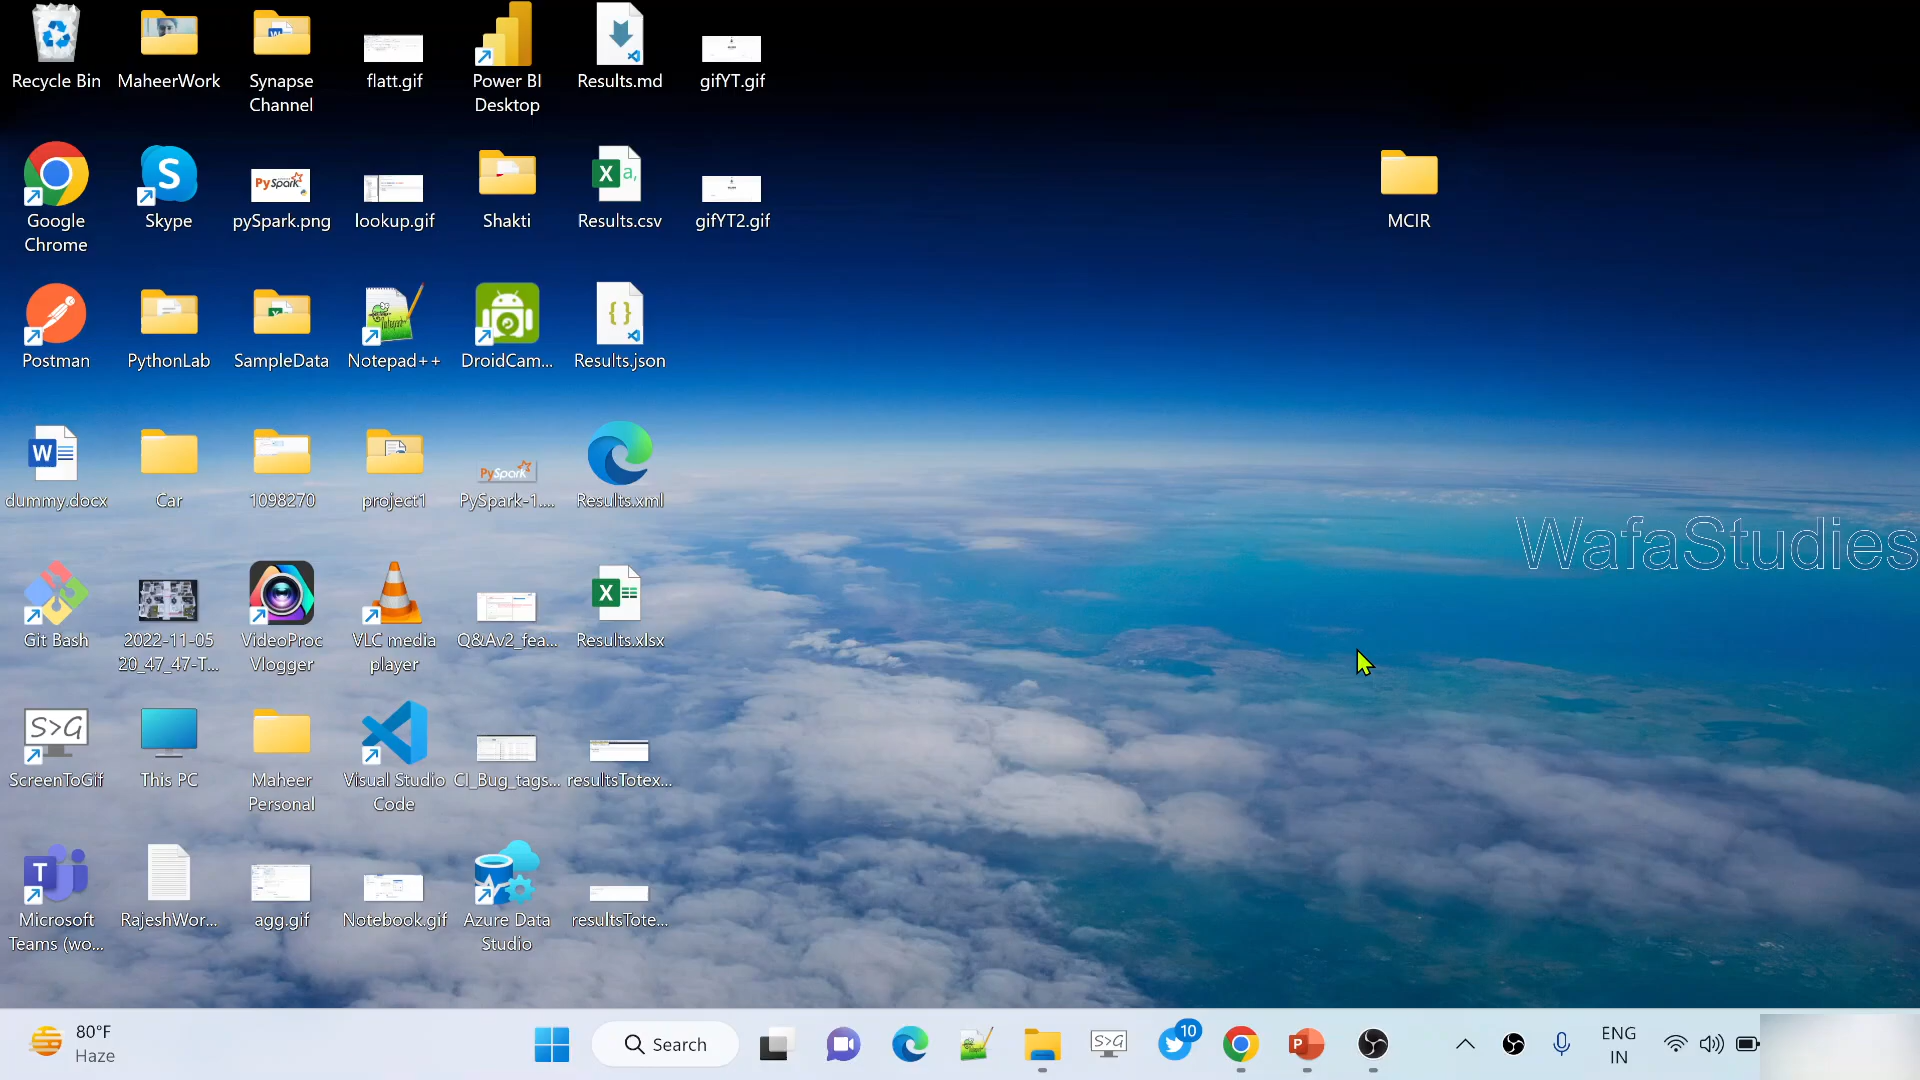 Recycle Bin
MaheerWork
Synapse
Channel
flatt.gif
Power BI
Desktop
Results.md
gifYT.gif
Google
Chrome
Skype
PySpark
pySpark.png
lookup.gif
Shakti
Results.csv
gifYT2.gif
MCIR
Postman
PythonLab
SampleData
Notepad++
DroidCam...
Results.json
dummy.docx
Car
1098270
project1
PySpark
PySpark-1....
Results.xml
WafaStudies
Git Bash
2022-11-05
20_47_47-T...
VideoProc
Vlogger
VLC media
player
Q&Av2_fea...
Results.xlsx
S>G
ScreenToGif
This PC
Maheer
Personal
Visual Studio
Code
CI_Bug_tags...
resultsTotex...
Microsoft
Teams (wo...
RajeshWor...
agg.gif
Notebook.gif
Azure Data
Studio
resultsTote...
80°F
Haze
Search
S>G
10
ENG
IN